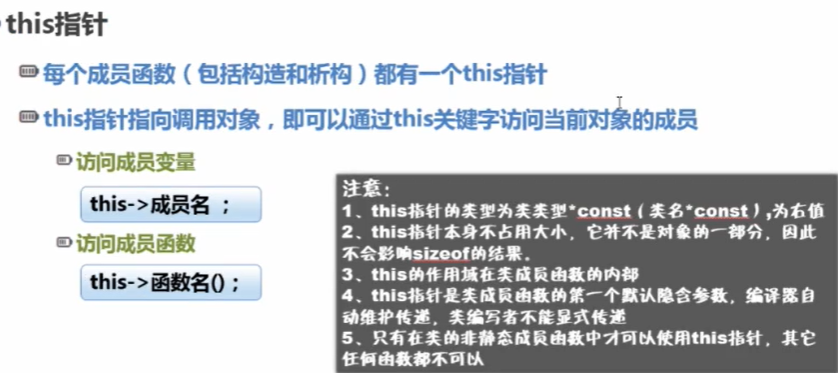 this指针
每个成员函数（包括构造和析构）都有一个this指针
this指针指向调用对象，即可以通过this关键字访问当前对象的成员
访问成员变量
this->成员名 ；
访问成员函数
this->函数名()；
注意：
1、this指针的类型为类类型*const（类名*const）,为右值
2、this指针本身不占用大小，它并不是对象的一部分，因此
不会影响sizeof的结果。
3、this的作用域在类成员函数的内部
4、this指针是类成员函数的第一个默认隐含参数，编译器自
动维护传递，类编写者不能显式传递
5、只有在类的非静态成员函数中才可以使用this指针，其它
任何函数都不可以